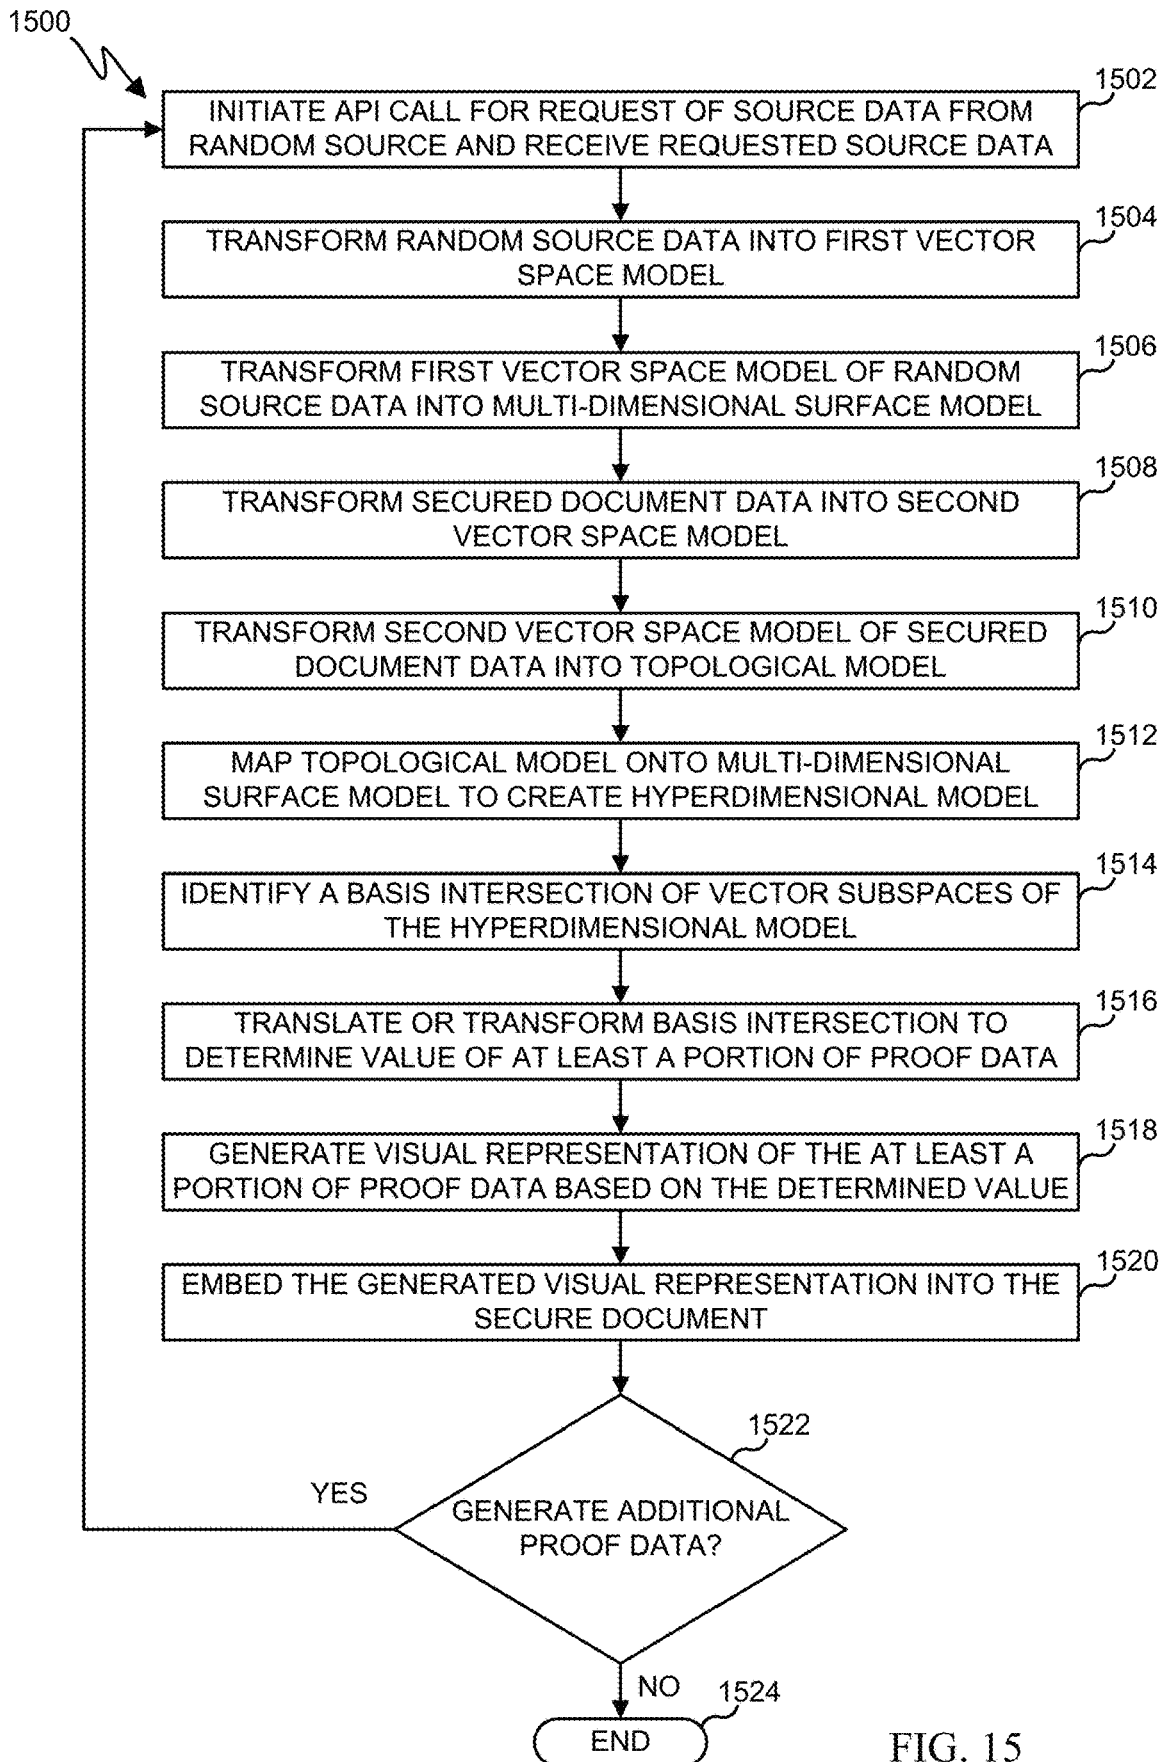 1500
1502
INITIATE API CALL FOR REQUEST OF SOURCE DATA FROM
RANDOM SOURCE AND RECEIVE REQUESTED SOURCE DATA
1504
TRANSFORM RANDOM SOURCE DATA INTO FIRST VECTOR
SPACE MODEL
1506
TRANSFORM FIRST VECTOR SPACE MODEL OF RANDOM
SOURCE DATA INTO MULTI-DIMENSIONAL SURFACE MODEL
1508
TRANSFORM SECURED DOCUMENT DATA INTO SECOND
VECTOR SPACE MODEL
1510
TRANSFORM SECOND VECTOR SPACE MODEL OF SECURED
DOCUMENT DATA INTO TOPOLOGICAL MODEL
1512
MAP TOPOLOGICAL MODEL ONTO MULTI-DIMENSIONAL
SURFACE MODEL TO CREATE HYPERDIMENSIONAL MODEL
1514
IDENTIFY A BASIS INTERSECTION OF VECTOR SUBSPACES OF
THE HYPERDIMENSIONAL MODEL
1516
TRANSLATE OR TRANSFORM BASIS INTERSECTION TO
DETERMINE VALUE OF AT LEAST A PORTION OF PROOF DATA
1518
GENERATE VISUAL REPRESENTATION OF THE AT LEAST A
PORTION OF PROOF DATA BASED ON THE DETERMINED VALUE
1520
EMBED THE GENERATED VISUAL REPRESENTATION INTO THE
SECURE DOCUMENT
1522
YES
GENERATE ADDITIONAL
PROOF DATA?
NO
1524
END
FIG. 15